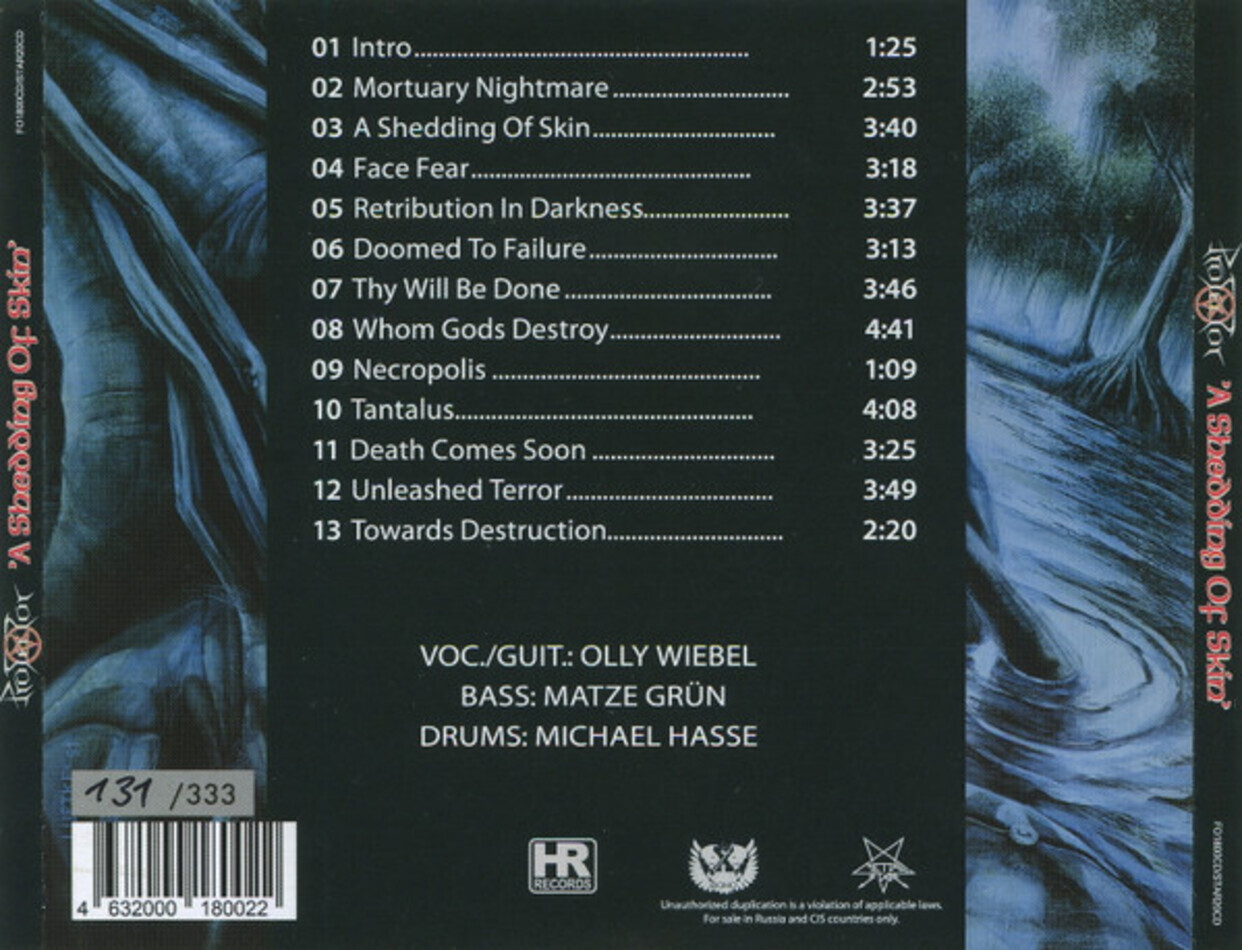 01 Intro........ 1:25
02 Mortuary Nightmare........ 2:53
03 A Shedding Of Skin........ 3:40
04 Face Fear........ 3:18
05 Retribution In Darkness........ 3:37
06 Doomed To Failure........ 3:13
07 Thy Will Be Done........ 3:46
08 Whom Gods Destroy........ 4:41
09 Necropolis........ 1:09
10 Tantalus........ 4:08
11 Death Comes Soon........ 3:25
12 Unleashed Terror........ 3:49
13 Towards Destruction........ 2:20
VOC./GUIT.: OLLY WIEBEL
BASS: MATZE GRÜN
DRUMS: MICHAEL HASSE
131 /333
4 632000 180022
HR
RECORDS
Unauthorized duplication is a violation of applicable laws.
For sale in Russia and CIS countries only.
Protector 'A Shedding Of Skin'
Protector 'A Shedding Of Skin'